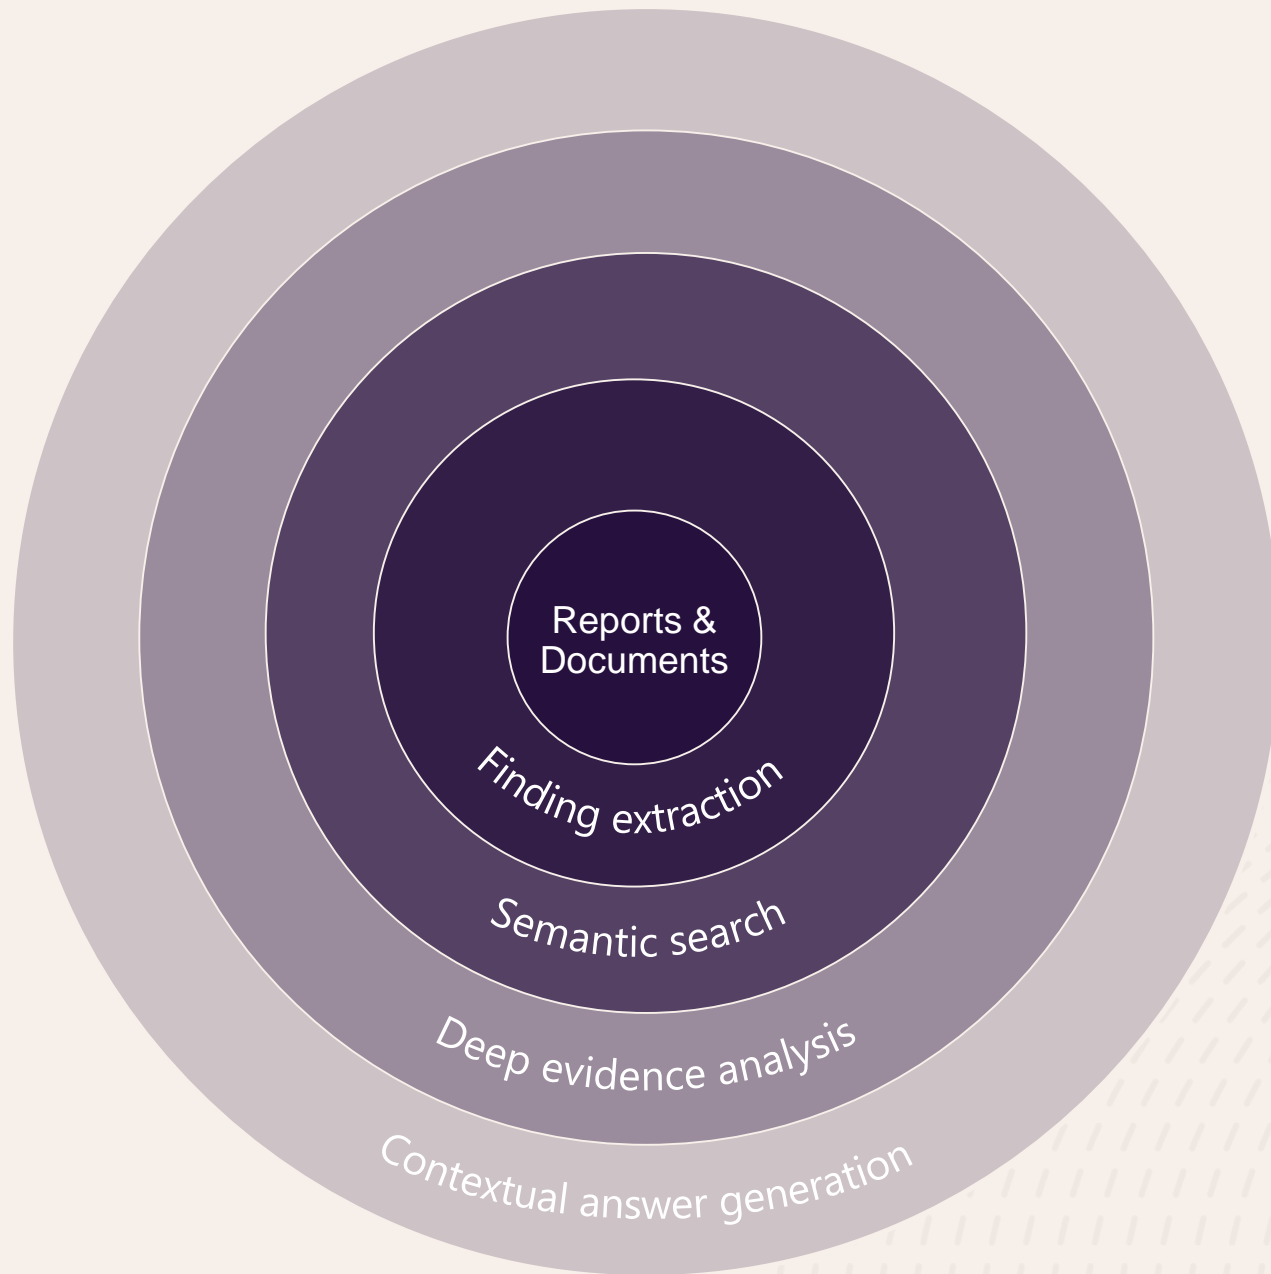 Reports &
Documents
Finding extraction
Semantic search
Deep evidence analysis
Contextual answer generation